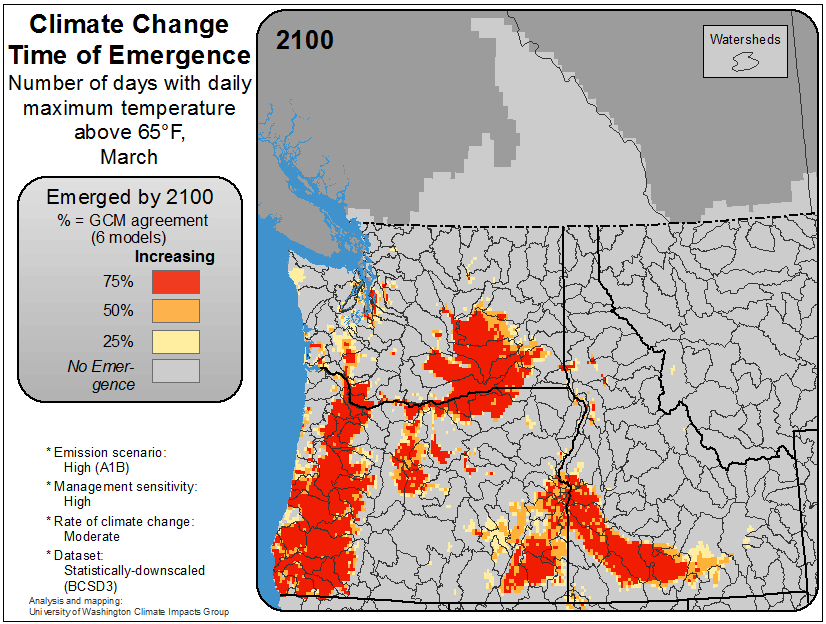 Climate Change
Time of Emergence
Number of days with daily
maximum temperature
above 65°F,
March
Emerged by 2100
% = GCM agreement
(6 models)
Increasing
75%
50%
25%
No Emer-
gence
* Emission scenario:
High (A1B)
* Management sensitivity:
High
* Rate of climate change:
Moderate
* Dataset:
Statistically-downscaled
(BCSD3)
Analysis and mapping:
University of Washington Climate Impacts Group
2100
Watersheds